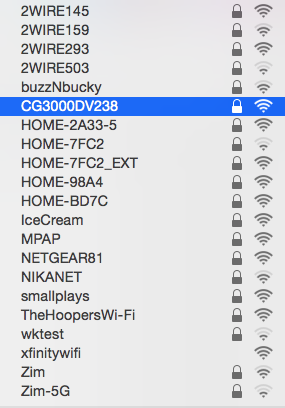 2WIRE145
2WIRE159
2WIRE293
2WIRE503
buzzNbucky
CG3000DV238
HOME-2A33-5
HOME-7FC2
HOME-7FC2_EXT
HOME-98A4
HOME-BD7C
IceCream
MPAP
NETGEAR81
NIKANET
smallplays
TheHoopersWi-Fi
wktest
xfinitywifi
Zim
Zim-5G